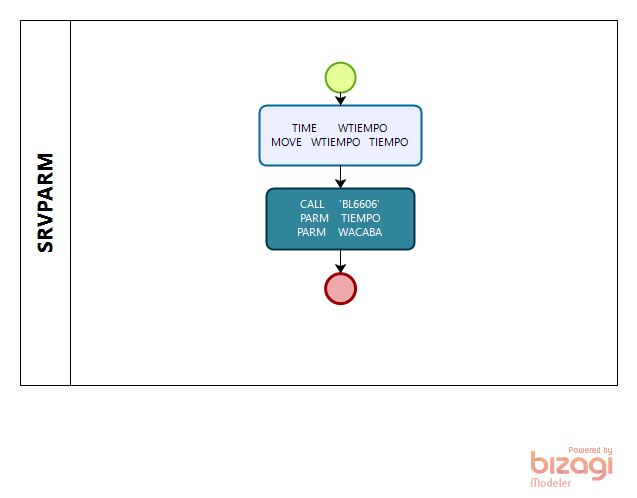 SRVPARM
TIME WTIEMPO
MOVE WTIEMPO TIEMPO
CALL 'BL6606'
PARM TIEMPO
PARM WACABA
Powered by
bizagi
Modeler